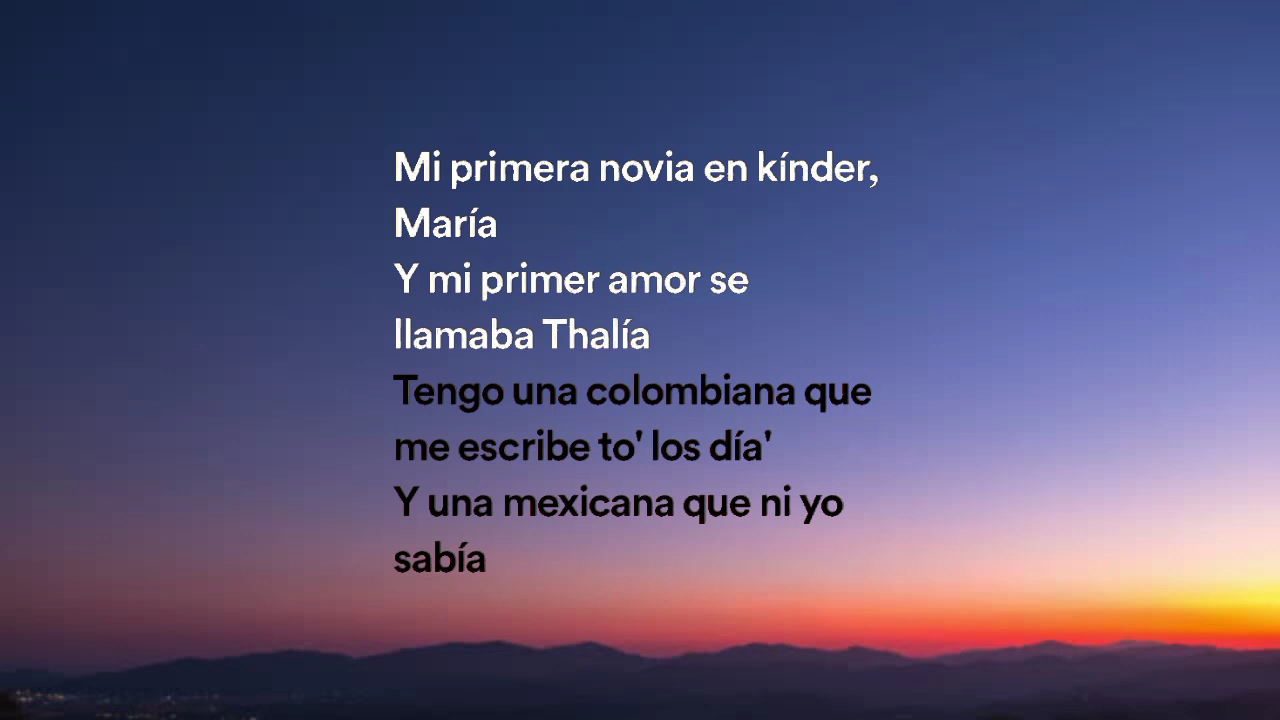 Mi primera novia en kínder,
María
Y mi primer amor se
llamaba Thalía
Tengo una colombiana que
me escribe to' los día'
Y una mexicana que ni yo
sabía